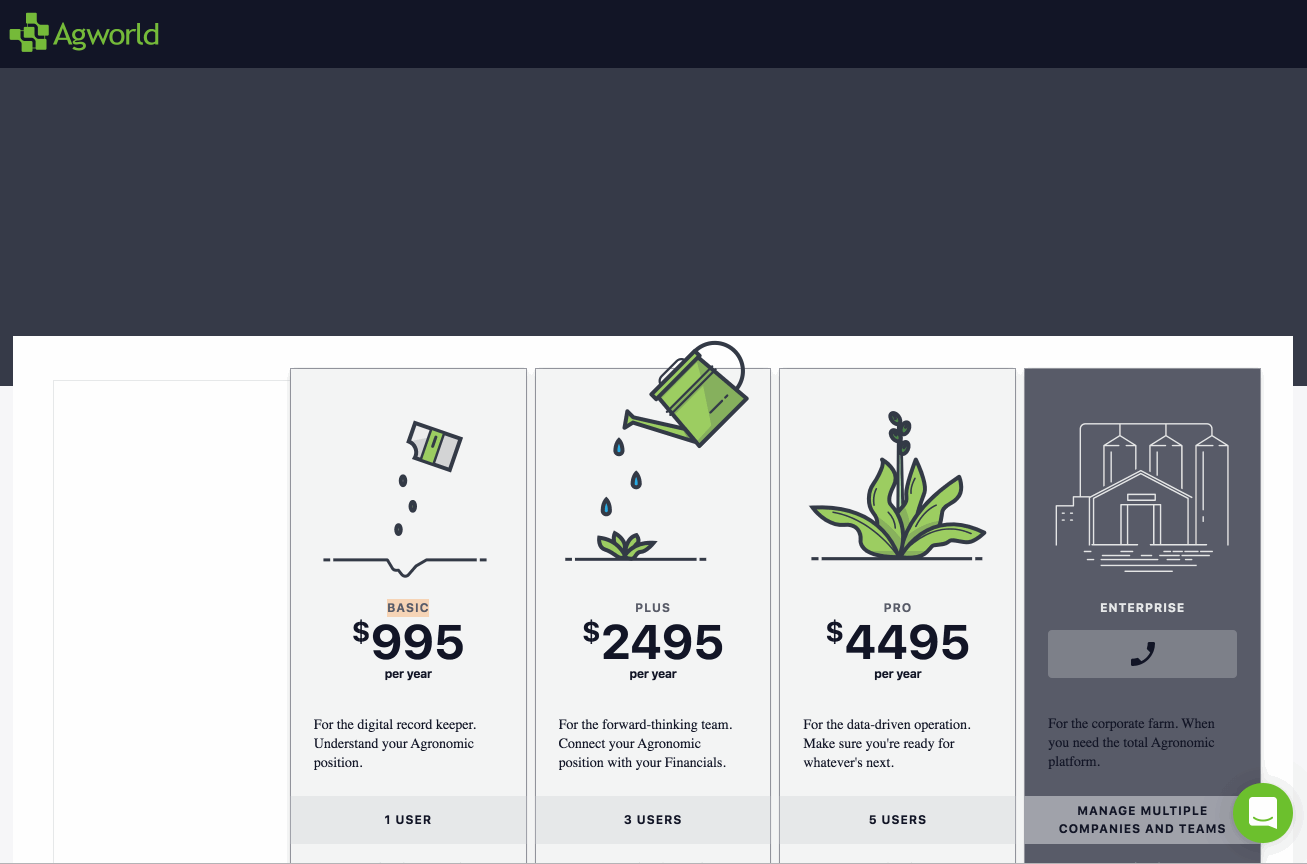 Agworld
BASIC
$995
per year
For the digital record keeper.
Understand your Agronomic
position.
1 USER
PLUS
$2495
per year
For the forward-thinking team.
Connect your Agronomic
position with your Financials.
3 USERS
PRO
$4495
per year
For the data-driven operation.
Make sure you're ready for
whatever's next.
5 USERS
ENTERPRISE
For the corporate farm. When
you need the total Agronomic
platform.
MANAGE MULTIPLE
COMPANIES AND TEAMS